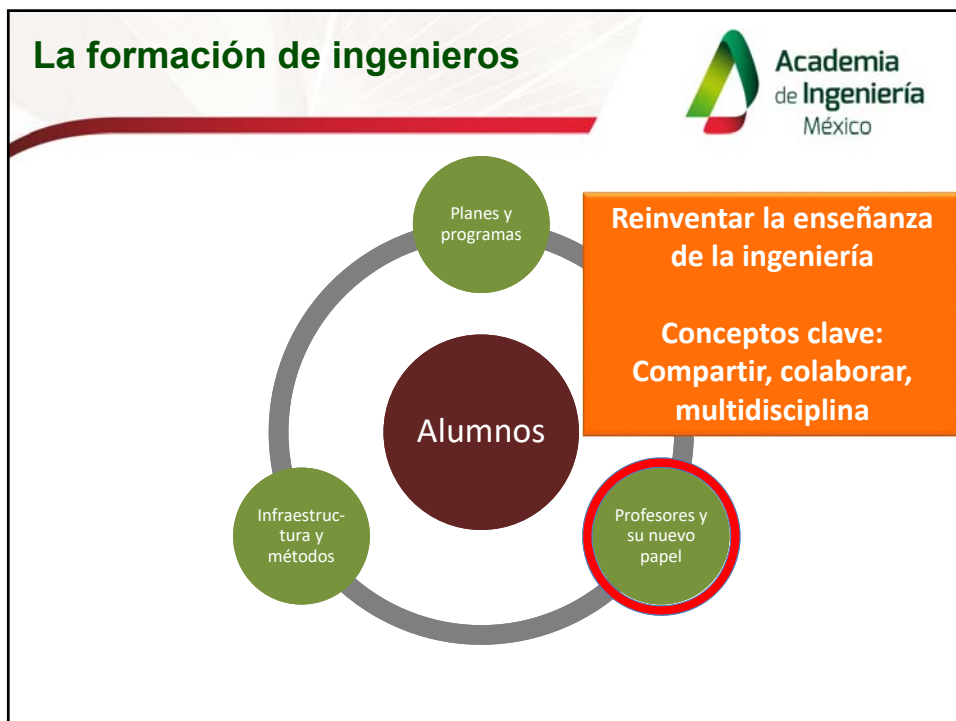 La formación de ingenieros
Academia
de Ingeniería
México
Planes y
programas
Reinventar la enseñanza
de la ingeniería
Conceptos clave:
Compartir, colaborar,
multidisciplina
Alumnos
Infraestruc-
tura y
métodos
Profesores y
su nuevo
papel